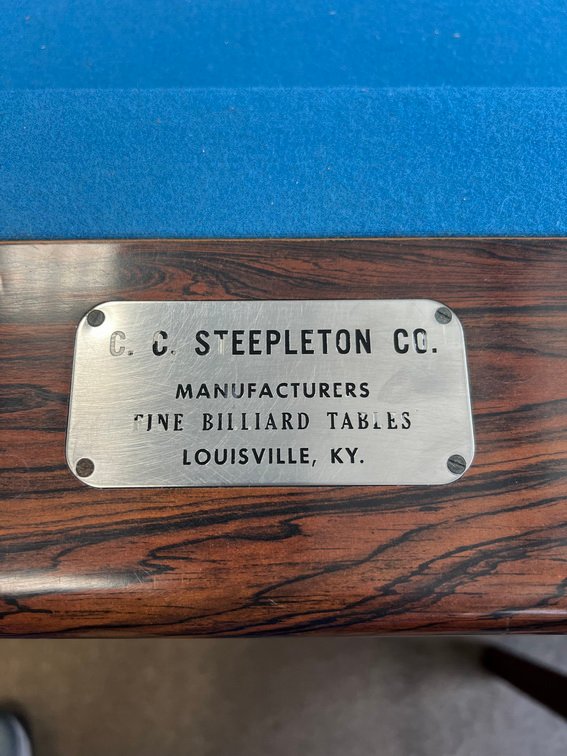 C. C. STEEPLETON CO.
MANUFACTURERS
FINE BILLIARD TABLES
LOUISVILLE, KY.